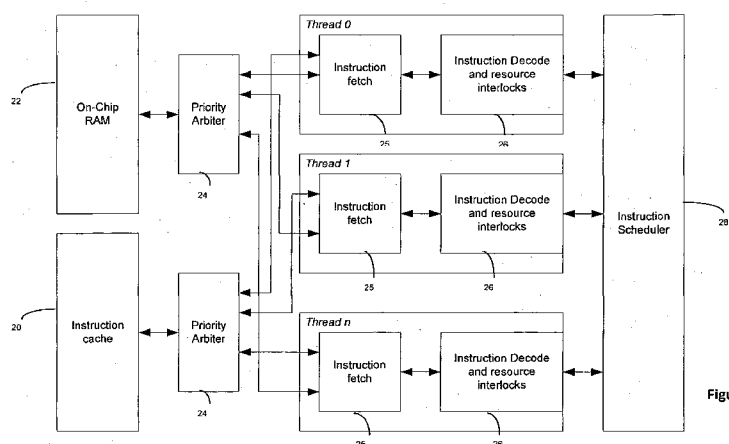 Thread 0
Instruction
fetch
Instruction Decode
and resource
interlocks
22
On-Chip
RAM
Priority
Arbiter
25
26
24
Thread 1
Instruction
fetch
Instruction Decode
and resource
interlocks
Instruction
Scheduler
28
25
26
20
Instruction
cache
Priority
Arbiter
Thread n
Instruction
fetch
Instruction Decode
and resource
interlocks
24